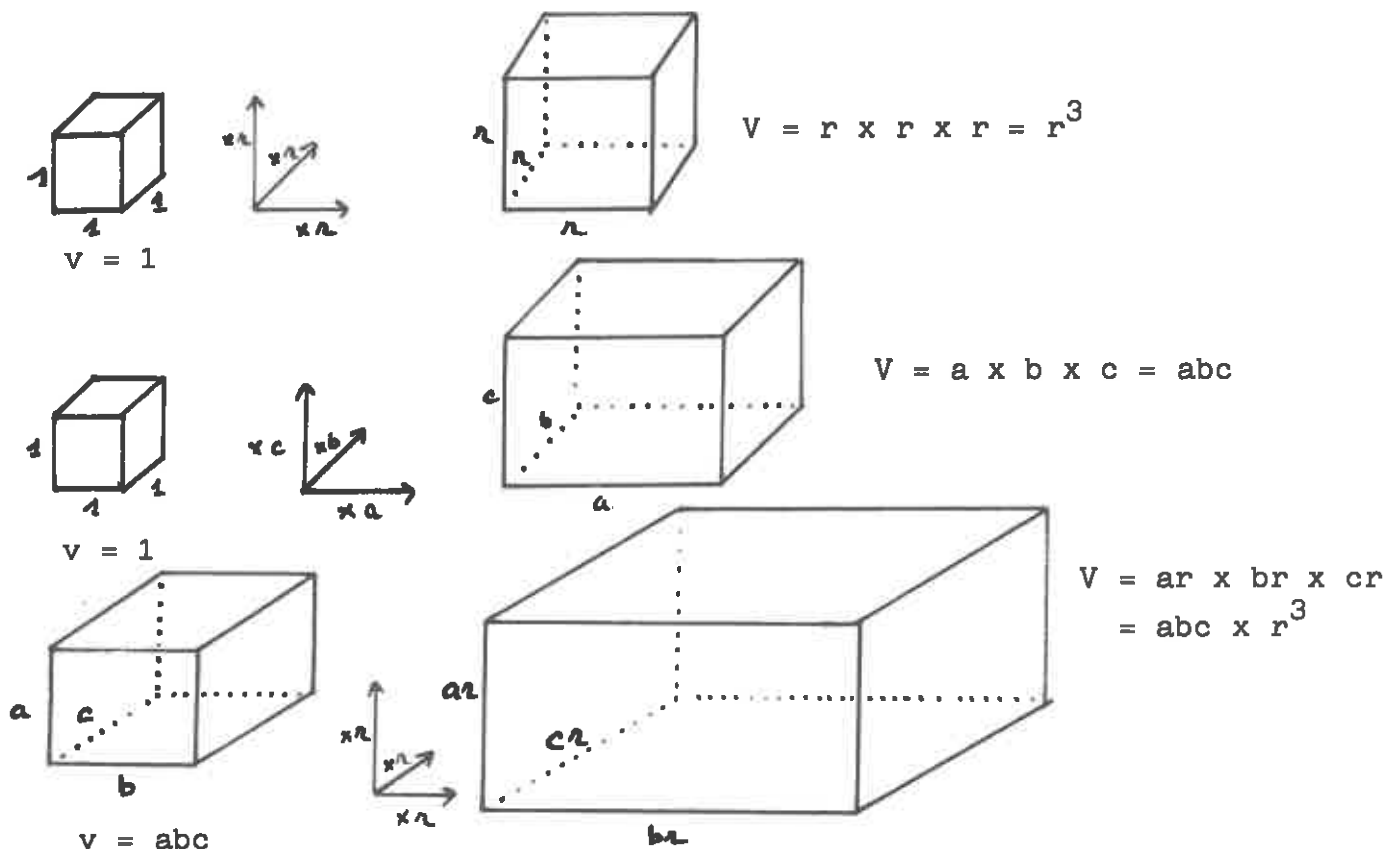 r
x r
x r
r
V = r x r x r = r³
1
1
1
x r
r
v = 1
c
b
V = a x b x c = abc
1
1
1
x c
x b
x a
a
v = 1
V = ar x br x cr
= abc x r³
a
c
b
x r
x r
x r
ar
cr
br
v = abc